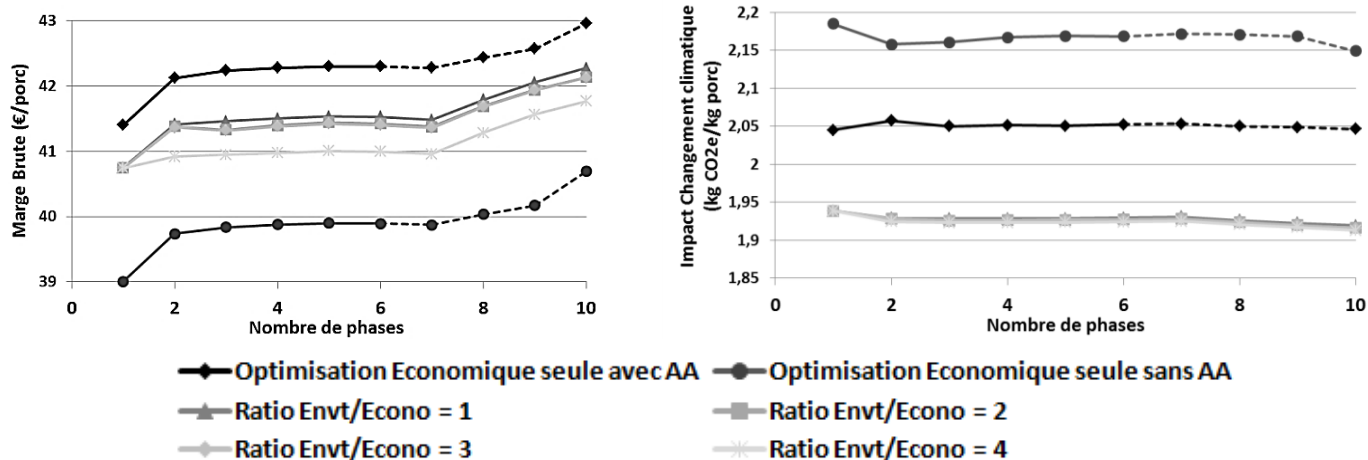 Marge Brute (€/porc)
43
42
41
40
39
0
2
4
6
8
10
Nombre de phases
Impact Changement climatique
(kg CO2e/kg porc)
2,2
2,15
2,1
2,05
2
1,95
1,9
1,85
0
2
4
6
8
10
Nombre de phases
Optimisation Economique seule avec AA
Optimisation Economique seule sans AA
Ratio Envt/Econo = 1
Ratio Envt/Econo = 2
Ratio Envt/Econo = 3
Ratio Envt/Econo = 4